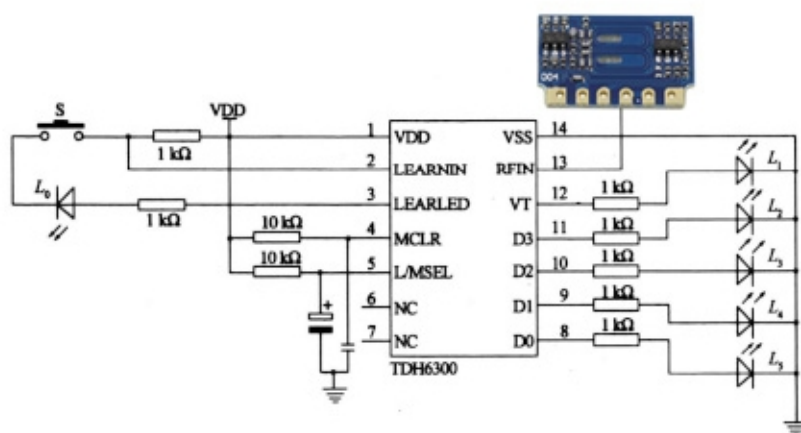 S
VDD
1 kΩ
1 VDD
2 LEARNIN
L₀
1 kΩ
3 LEARLED
10 kΩ
4 MCLR
10 kΩ
5 L/MSEL
+
6 NC
7 NC
TDH6300
VSS 14
RFIN 13
VT 12
1 kΩ
L₁
D3 11
1 kΩ
L₂
D2 10
1 kΩ
L₃
D1 9
1 kΩ
L₄
D0 8
1 kΩ
L₅